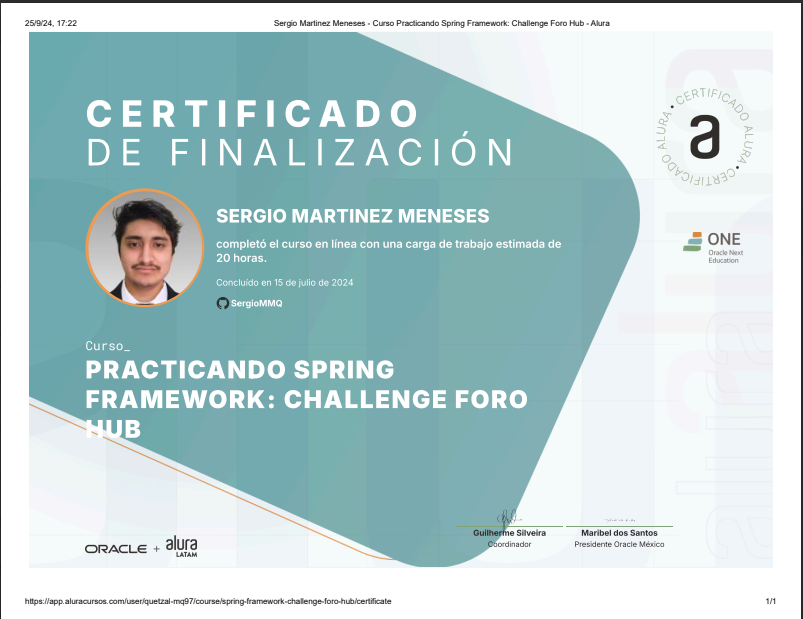 25/9/24, 17:22
Sergio Martinez Meneses - Curso Practicando Spring Framework: Challenge Foro Hub - Alura
CERTIFICADO
DE FINALIZACIÓN
CERTIFICADO ALURA • CERTIFICADO ALURA •
a
SERGIO MARTINEZ MENESES
completó el curso en línea con una carga de trabajo estimada de
20 horas.
Concluído en 15 de julio de 2024
SergioMMQ
ONE
Oracle Next
Education
Curso_
PRACTICANDO SPRING
FRAMEWORK: CHALLENGE FORO
HUB
ORACLE + alura
LATAM
Guilherme Silveira
Coordinador
Maribel dos Santos
Presidente Oracle México
https://app.aluracursos.com/user/quetzal-mq97/course/spring-framework-challenge-foro-hub/certificate
1/1